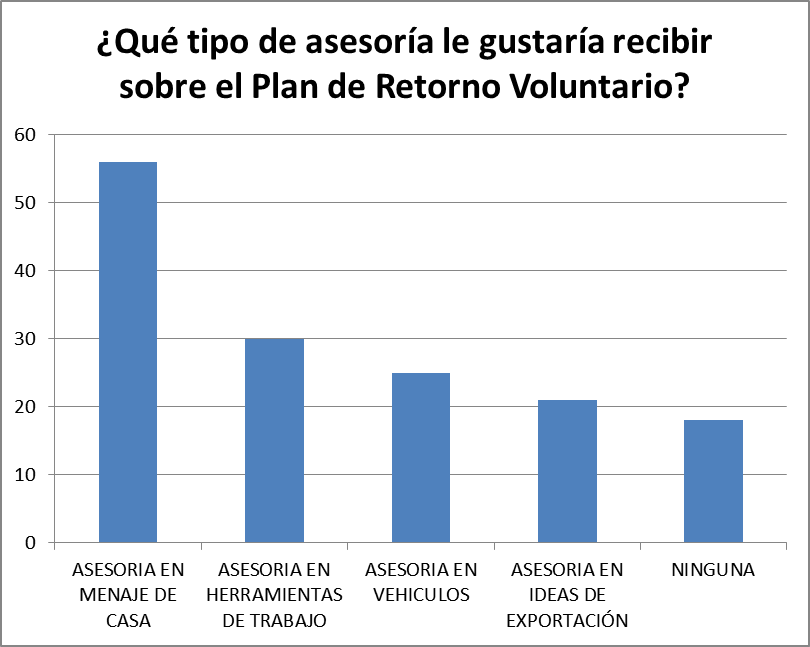 ¿Qué tipo de asesoría le gustaría recibir
sobre el Plan de Retorno Voluntario?
60
50
40
30
20
10
0
ASESORIA EN
MENAJE DE
CASA
ASESORIA EN
HERRAMIENTAS
DE TRABAJO
ASESORIA EN
VEHICULOS
ASESORIA EN
IDEAS DE
EXPORTACIÓN
NINGUNA